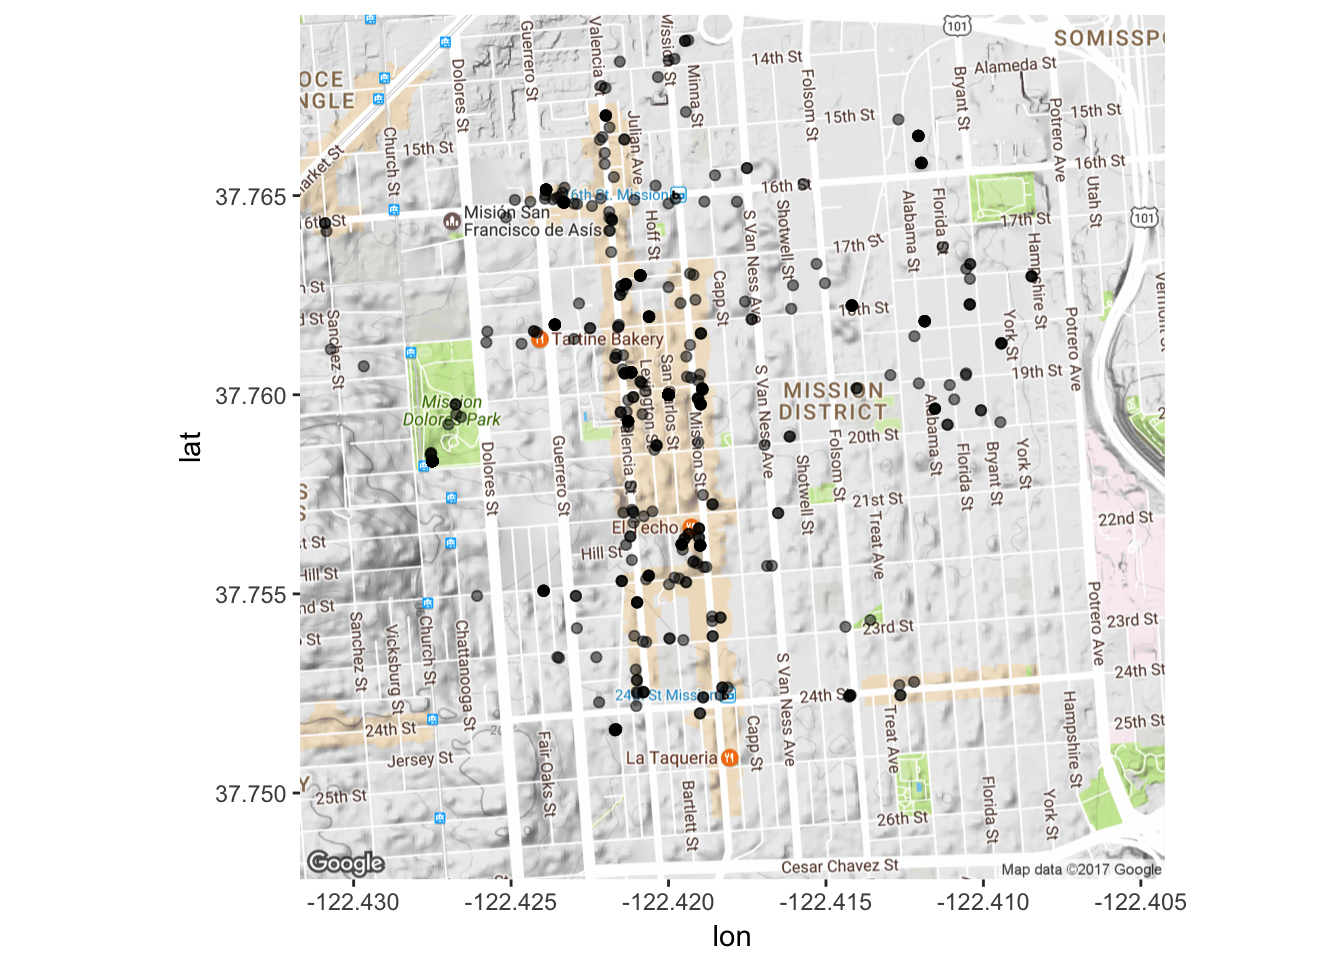 101
SOMISSP
14th St
Alameda St
OCE
NGLE
Dolores St
Guerrero St
Valencia St
Mission St
Minna St
Folsom St
Bryant St
Potrero Ave
15th St
15th St
15th St
Church St
Julian Ave
arket St
16th St
16th St
37.765
6th St. Mission
Misión San
Francisco de Asís
6th St
Hoff St
S Van Ness Ave
Shotwell St
Alabama St
Florida St
Utah St
17th St
17th St
101
Hampshire St
n St
Capp St
d St
18th St
Sanchez St
Tartine Bakery
York St
Potrero Ave
Vermont St
19th St
37.760
Mission
Dolores Park
Lexington St
San Carlos St
S Van Ness Ave
MISSION
DISTRICT
Mission St
lencia St
20th St
Alabama St
Dolores St
Guerrero St
Shotwell St
Folsom St
Florida St
Bryant St
York St
21st St
22nd St
El Techo
Treat Ave
Hill St
t St
Hill St
37.755
nd St
23rd St
23rd St
St
Sanchez St
Vicksburg St
Church St
Chattanooga St
S Van Ness Ave
Potrero Ave
24th St
24th St Mission
24th St
24th St
25th St
Jersey St
Fair Oaks St
Capp St
Treat Ave
Hampshire St
La Taqueria
Y
37.750
25th St
Bartlett St
Florida St
York St
26th St
Google
Cesar Chavez St
Map data ©2017 Google
-122.430
-122.425
-122.420
-122.415
-122.410
-122.405
lon
lat